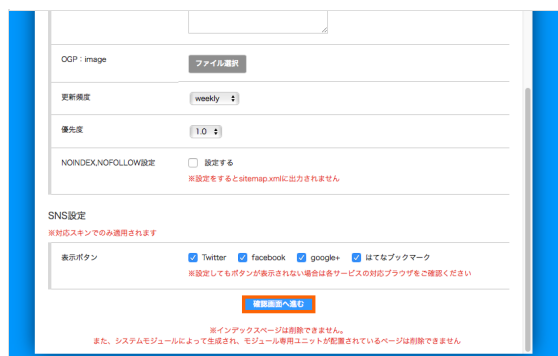 OGP：image
ファイル選択
更新頻度
weekly
優先度
1.0
NOINDEX,NOFOLLOW設定
設定する
※設定をするとsitemap.xmlに出力されません
SNS設定
※対応スキンでのみ適用されます
表示ボタン
Twitter facebook google+ はてなブックマーク
※設定してもボタンが表示されない場合は各サービスの対応ブラウザをご確認ください
確認画面へ進む
※インデックスページは削除できません。
また、システムモジュールによって生成され、モジュール専用ユニットが配置されているページは削除できません